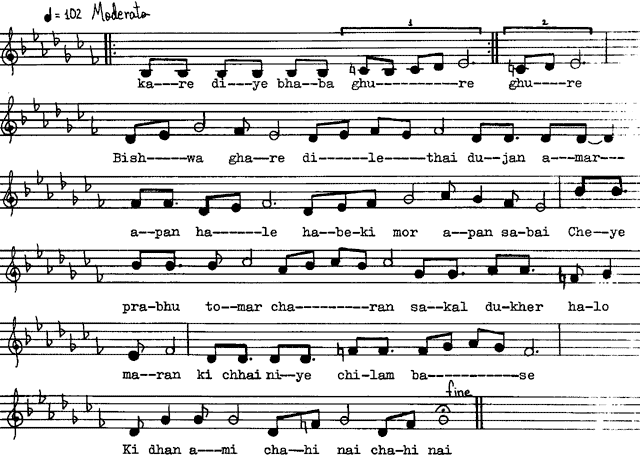 ♩= 102 Moderato
1 2
ka---re di---ye bha--ba ghu----------re ghu---re
Bish-----wa gha--re di-----le------thai du--jan a---mar---
a--pan ha-----le ha--be-ki mor a--pan sa-bai Che--ye
pra-bhu to--mar cha---------ran sa--kal du-kher ha-lo
ma--ran ki chhai ni--ye chi-lam ba-----------se
fine
Ki dhan a---mi cha--hi nai cha-hi nai